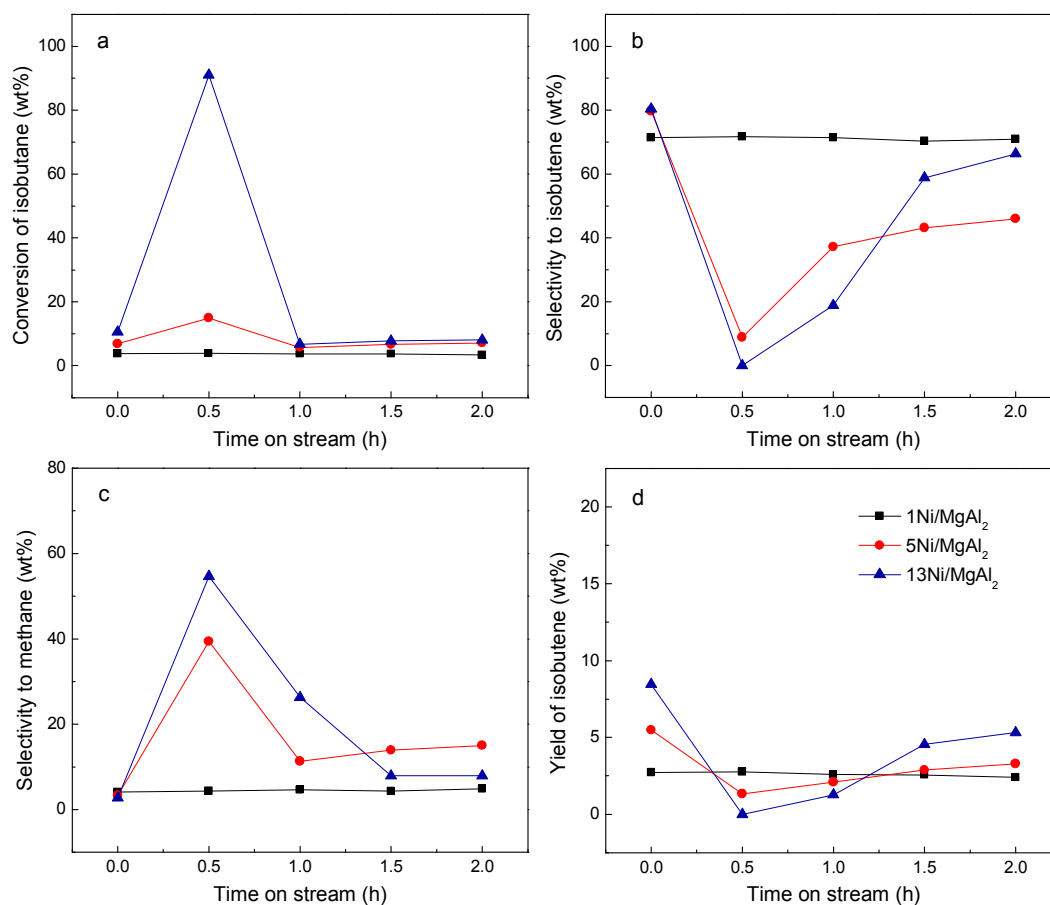 a
Conversion of isobutane (wt%)
100
80
60
40
20
0
0.0 0.5 1.0 1.5 2.0
Time on stream (h)
b
Selectivity to isobutene (wt%)
100
80
60
40
20
0
0.0 0.5 1.0 1.5 2.0
Time on stream (h)
c
Selectivity to methane (wt%)
80
60
40
20
0
0.0 0.5 1.0 1.5 2.0
Time on stream (h)
d
Yield of isobutene (wt%)
20
15
10
5
0
1Ni/MgAl₂
5Ni/MgAl₂
13Ni/MgAl₂
0.0 0.5 1.0 1.5 2.0
Time on stream (h)